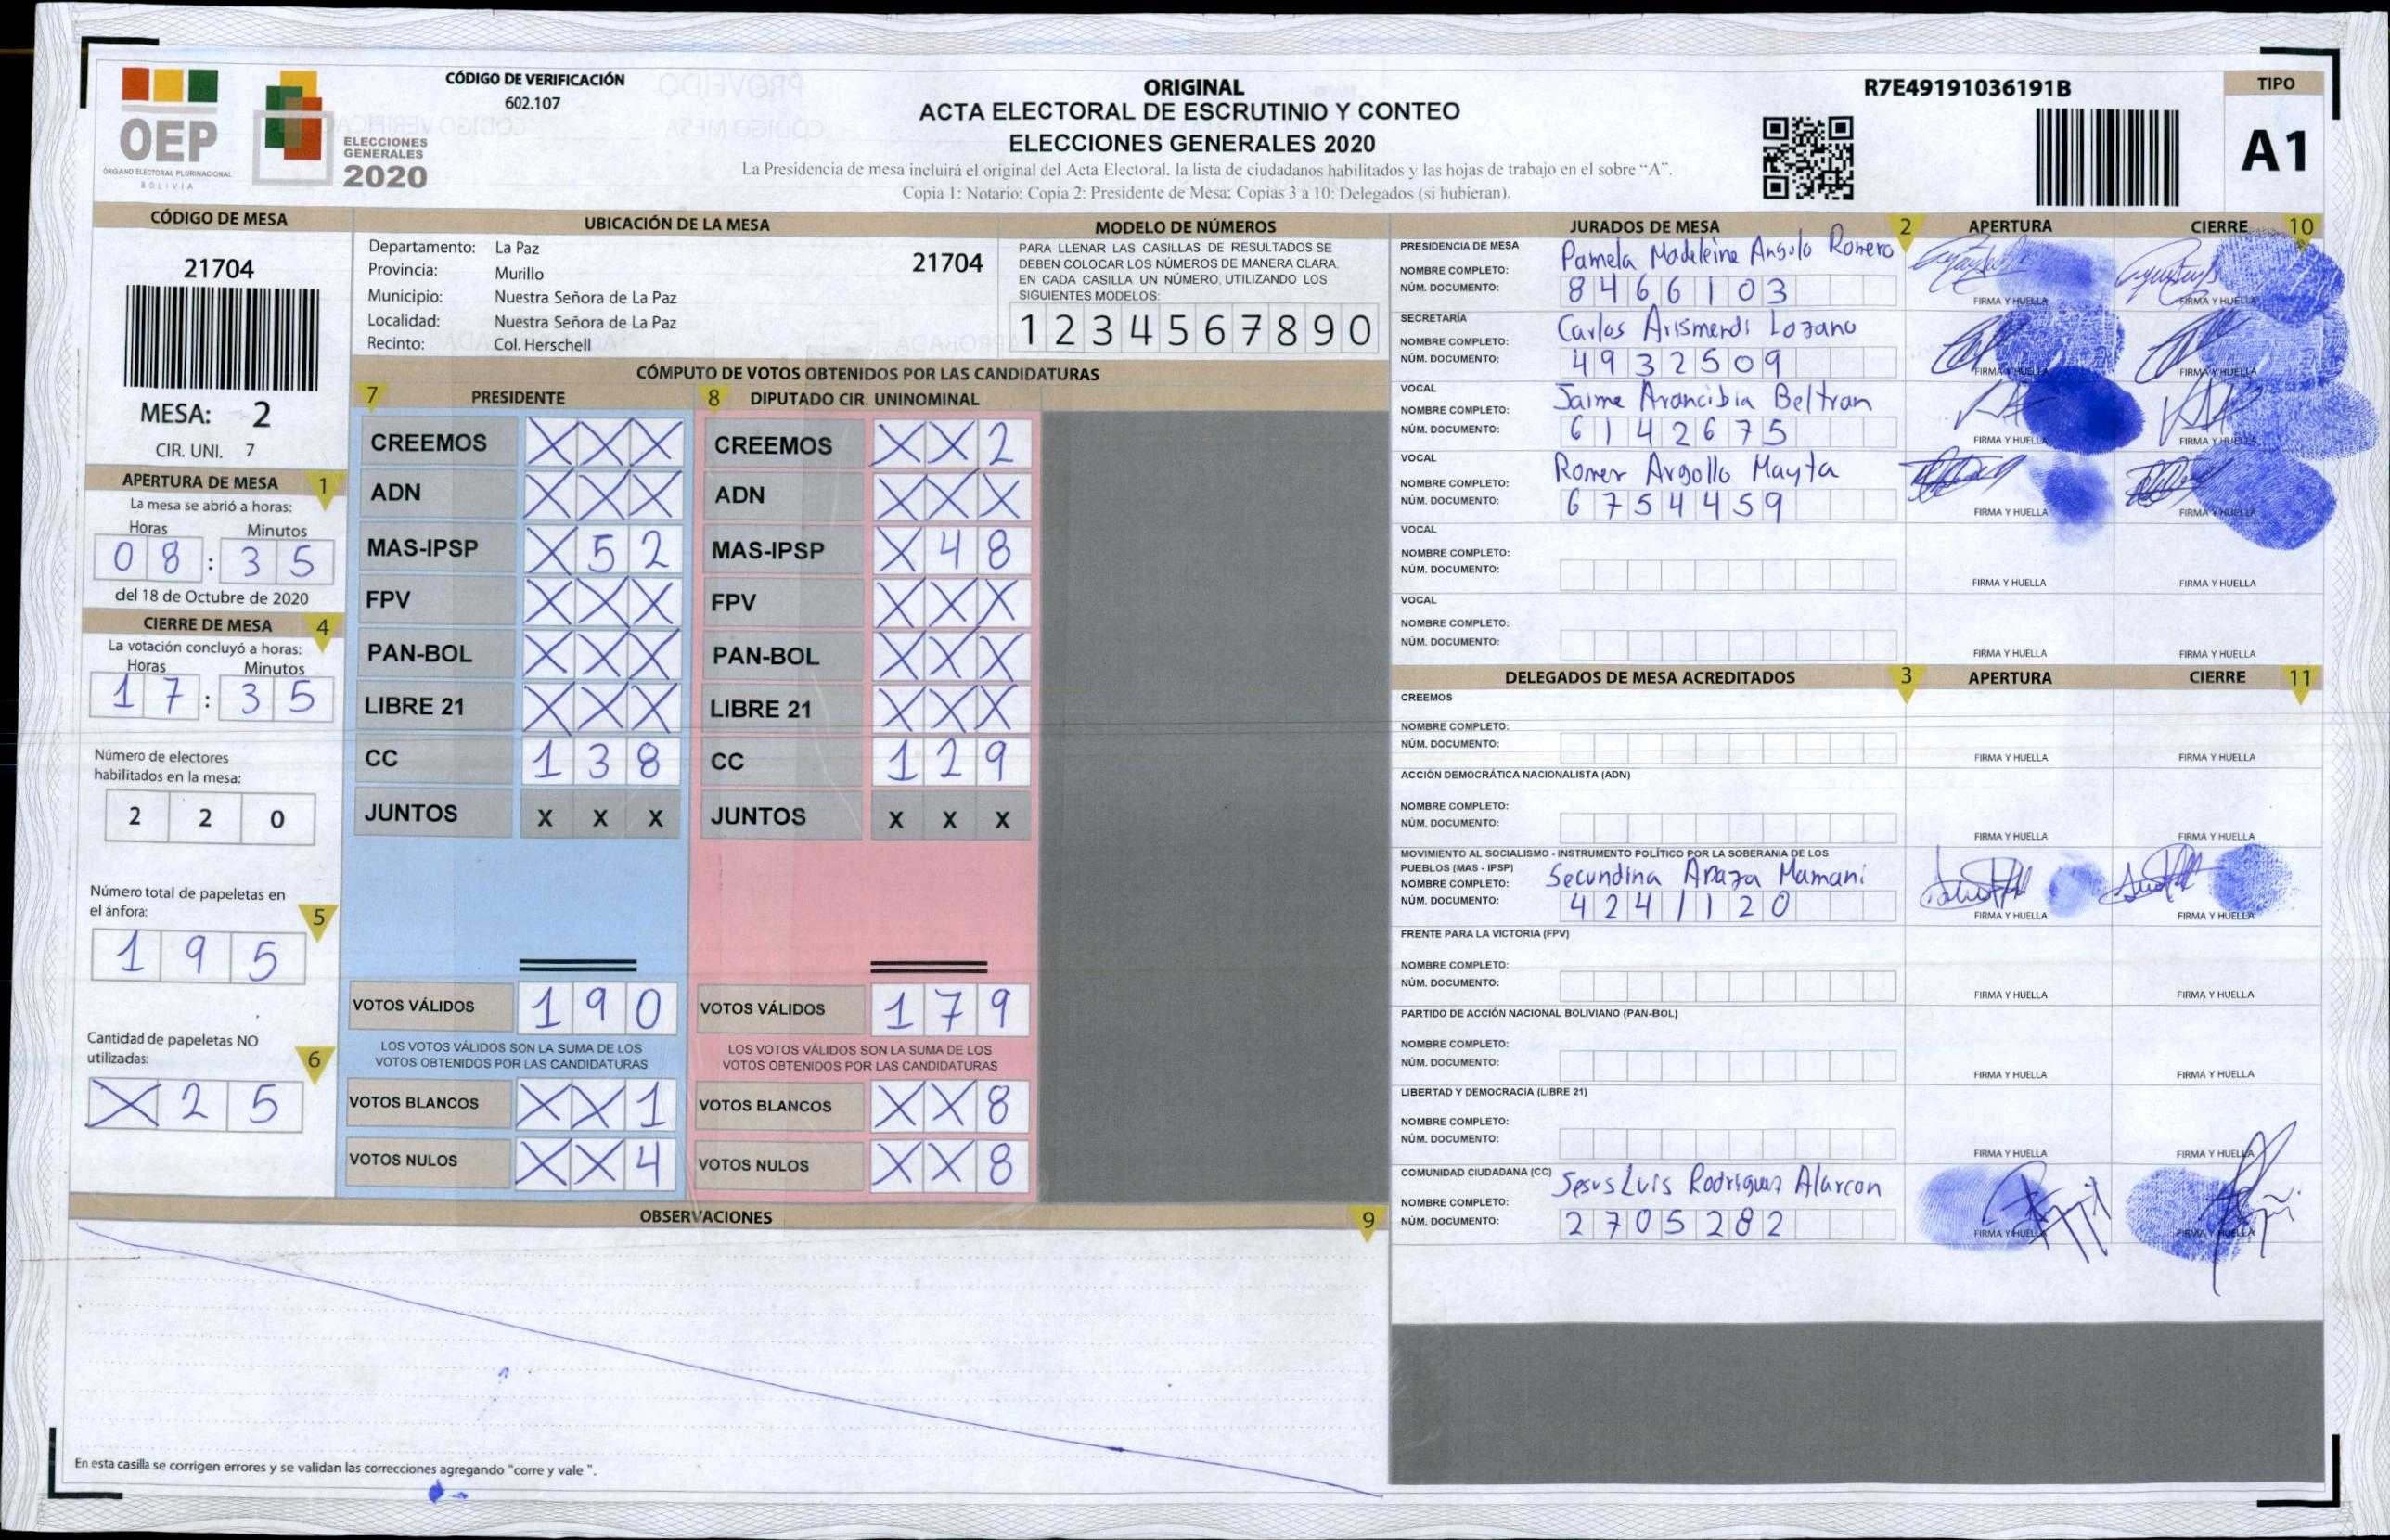 OEP
ÓRGANO ELECTORAL PLURINACIONAL
BOLIVIA
ELECCIONES
GENERALES
2020
CÓDIGO DE VERIFICACIÓN
602.107
ORIGINAL
ACTA ELECTORAL DE ESCRUTINIO Y CONTEO
ELECCIONES GENERALES 2020
La Presidencia de mesa incluirá el original del Acta Electoral, la lista de ciudadanos habilitados y las hojas de trabajo en el sobre “A”.
Copia 1: Notario; Copia 2: Presidente de Mesa; Copias 3 a 10; Delegados (si hubieran).
R7E49191036191B
TIPO
A1
CÓDIGO DE MESA
21704
MESA: 2
CIR. UNI. 7
APERTURA DE MESA 1
La mesa se abrió a horas:
Horas Minutos
08 : 35
del 18 de Octubre de 2020
CIERRE DE MESA 4
La votación concluyó a horas:
Horas Minutos
17 : 35
Número de electores
habilitados en la mesa:
2 2 0
Número total de papeletas en
el ánfora: 5
1 9 5
Cantidad de papeletas NO
utilizadas: 6
X 2 5
UBICACIÓN DE LA MESA
Departamento: La Paz 21704
Provincia: Murillo
Municipio: Nuestra Señora de La Paz
Localidad: Nuestra Señora de La Paz
Recinto: Col. Herschell
MODELO DE NÚMEROS
PARA LLENAR LAS CASILLAS DE RESULTADOS SE
DEBEN COLOCAR LOS NÚMEROS DE MANERA CLARA.
EN CADA CASILLA UN NÚMERO, UTILIZANDO LOS
SIGUIENTES MODELOS:
1 2 3 4 5 6 7 8 9 0
CÓMPUTO DE VOTOS OBTENIDOS POR LAS CANDIDATURAS
7 PRESIDENTE
CREEMOS X X X
ADN X X X
MAS-IPSP X 5 2
FPV X X X
PAN-BOL X X X
LIBRE 21 X X X
CC 1 3 8
JUNTOS X X X
VOTOS VÁLIDOS 1 9 0
LOS VOTOS VÁLIDOS SON LA SUMA DE LOS
VOTOS OBTENIDOS POR LAS CANDIDATURAS
VOTOS BLANCOS X X 1
VOTOS NULOS X X 4
8 DIPUTADO CIR. UNINOMINAL
CREEMOS X X 2
ADN X X X
MAS-IPSP X 4 8
FPV X X X
PAN-BOL X X X
LIBRE 21 X X X
CC 1 2 9
JUNTOS X X X
VOTOS VÁLIDOS 1 7 9
LOS VOTOS VÁLIDOS SON LA SUMA DE LOS
VOTOS OBTENIDOS POR LAS CANDIDATURAS
VOTOS BLANCOS X X 8
VOTOS NULOS X X 8
OBSERVACIONES 9
En esta casilla se corrigen errores y se validan las correcciones agregando "corre y vale ".
JURADOS DE MESA 2 APERTURA CIERRE 10
PRESIDENCIA DE MESA
NOMBRE COMPLETO: Pamela Madeleine Angulo Romero
NÚM. DOCUMENTO: 8466103
FIRMA Y HUELLA FIRMA Y HUELLA
SECRETARÍA
NOMBRE COMPLETO: Carlos Arismendi Lozano
NÚM. DOCUMENTO: 4932509
FIRMA Y HUELLA FIRMA Y HUELLA
VOCAL
NOMBRE COMPLETO: Jaime Arancibia Beltran
NÚM. DOCUMENTO: 6142675
FIRMA Y HUELLA FIRMA Y HUELLA
VOCAL
NOMBRE COMPLETO: Romer Argollo Mayta
NÚM. DOCUMENTO: 6754459
FIRMA Y HUELLA FIRMA Y HUELLA
VOCAL
NOMBRE COMPLETO:
NÚM. DOCUMENTO:
FIRMA Y HUELLA FIRMA Y HUELLA
VOCAL
NOMBRE COMPLETO:
NÚM. DOCUMENTO:
FIRMA Y HUELLA FIRMA Y HUELLA
DELEGADOS DE MESA ACREDITADOS 3 APERTURA CIERRE 11
CREEMOS
NOMBRE COMPLETO:
NÚM. DOCUMENTO:
FIRMA Y HUELLA FIRMA Y HUELLA
ACCIÓN DEMOCRÁTICA NACIONALISTA (ADN)
NOMBRE COMPLETO:
NÚM. DOCUMENTO:
FIRMA Y HUELLA FIRMA Y HUELLA
MOVIMIENTO AL SOCIALISMO - INSTRUMENTO POLÍTICO POR LA SOBERANIA DE LOS
PUEBLOS (MAS - IPSP)
NOMBRE COMPLETO: Secundina Apaza Mamani
NÚM. DOCUMENTO: 4241120
FIRMA Y HUELLA FIRMA Y HUELLA
FRENTE PARA LA VICTORIA (FPV)
NOMBRE COMPLETO:
NÚM. DOCUMENTO:
FIRMA Y HUELLA FIRMA Y HUELLA
PARTIDO DE ACCIÓN NACIONAL BOLIVIANO (PAN-BOL)
NOMBRE COMPLETO:
NÚM. DOCUMENTO:
FIRMA Y HUELLA FIRMA Y HUELLA
LIBERTAD Y DEMOCRACIA (LIBRE 21)
NOMBRE COMPLETO:
NÚM. DOCUMENTO:
FIRMA Y HUELLA FIRMA Y HUELLA
COMUNIDAD CIUDADANA (CC)
NOMBRE COMPLETO: Jesus Luis Rodriguez Alarcon
NÚM. DOCUMENTO: 2705282
FIRMA Y HUELLA FIRMA Y HUELLA